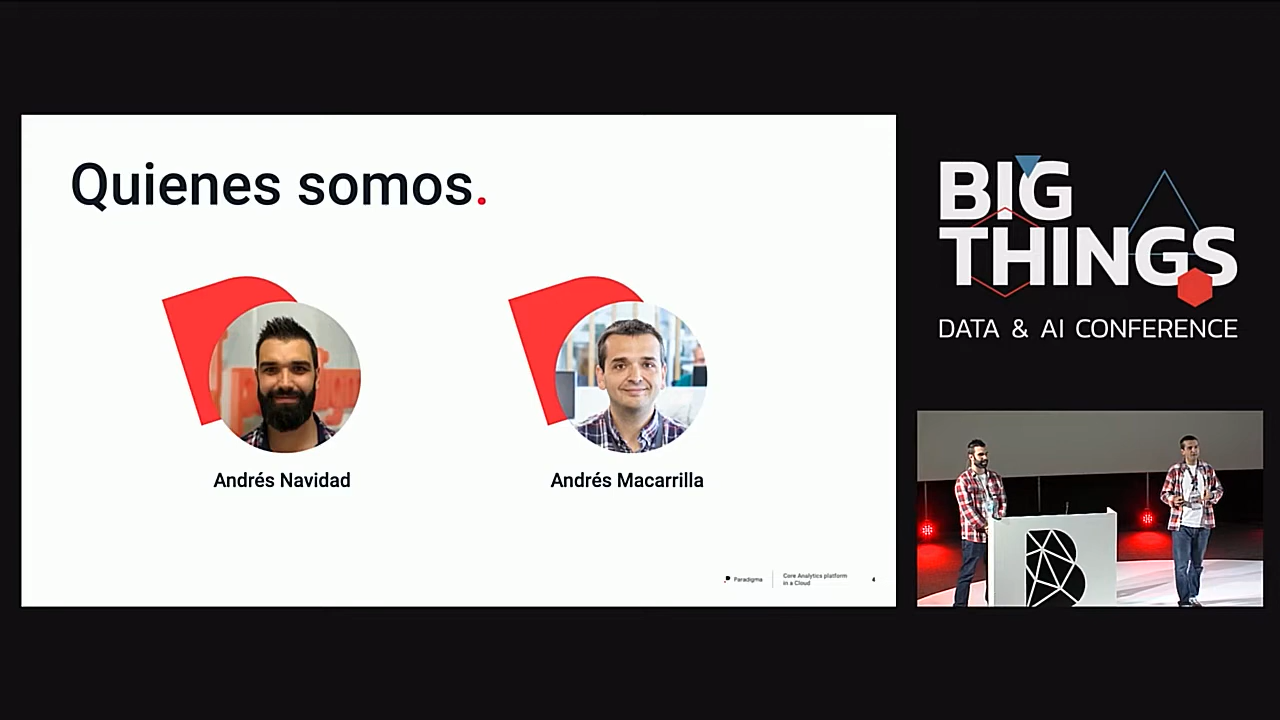 Quienes somos.
Andrés Navidad
Andrés Macarrilla
Paradigma
Core Analytics platform
in a Cloud
4
BIG
THINGS
DATA & AI CONFERENCE
B